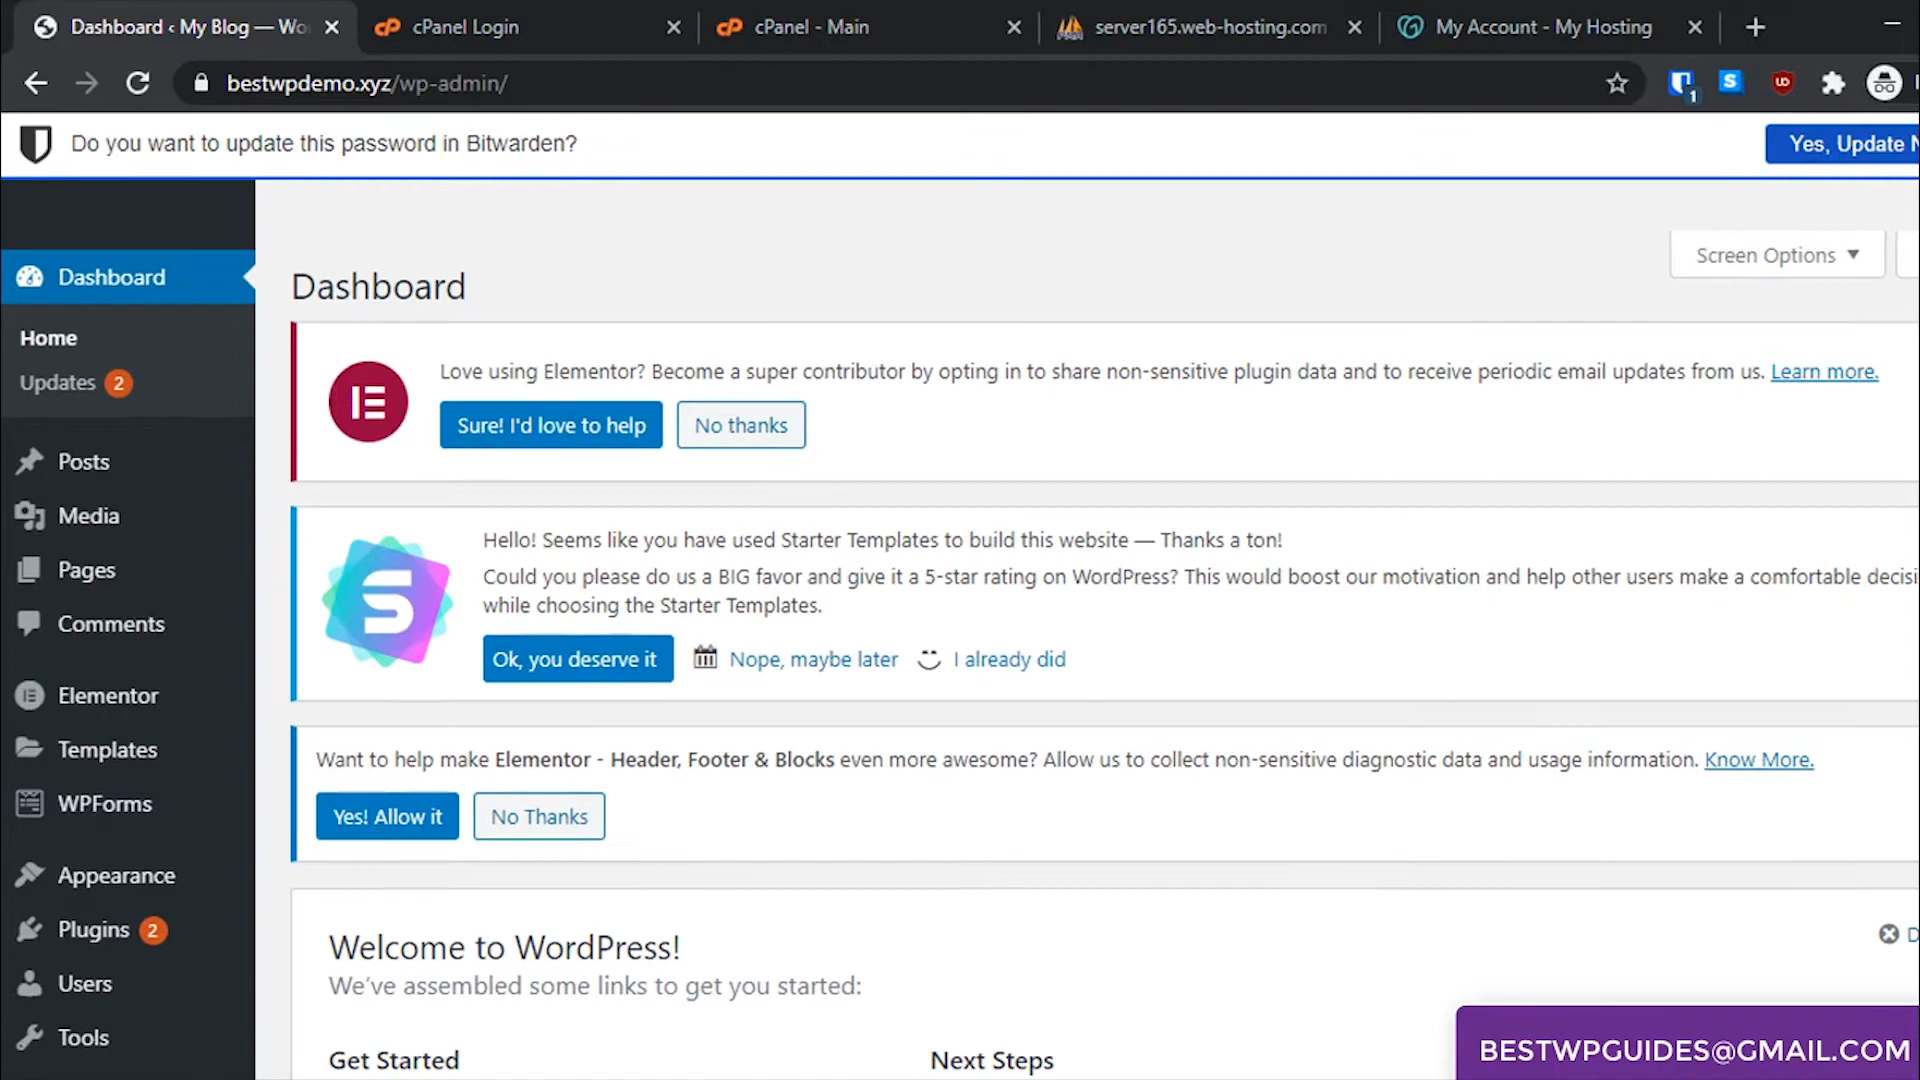 Dashboard ‹ My Blog — Wo
cPanel Login
cPanel - Main
server165.web-hosting.com
My Account - My Hosting
bestwpdemo.xyz/wp-admin/
1
Do you want to update this password in Bitwarden?
Yes, Update N
Screen Options
Dashboard
Home
Updates 2
Posts
Media
Pages
Comments
Elementor
Templates
WPForms
Appearance
Plugins 2
Users
Tools
Dashboard
Love using Elementor? Become a super contributor by opting in to share non-sensitive plugin data and to receive periodic email updates from us. Learn more.
Sure! I'd love to help
No thanks
Hello! Seems like you have used Starter Templates to build this website — Thanks a ton!
Could you please do us a BIG favor and give it a 5-star rating on WordPress? This would boost our motivation and help other users make a comfortable decisi
while choosing the Starter Templates.
Ok, you deserve it
Nope, maybe later
I already did
Want to help make Elementor - Header, Footer & Blocks even more awesome? Allow us to collect non-sensitive diagnostic data and usage information. Know More.
Yes! Allow it
No Thanks
Welcome to WordPress!
We've assembled some links to get you started:
Get Started
Next Steps
BESTWPGUIDES@GMAIL.COM